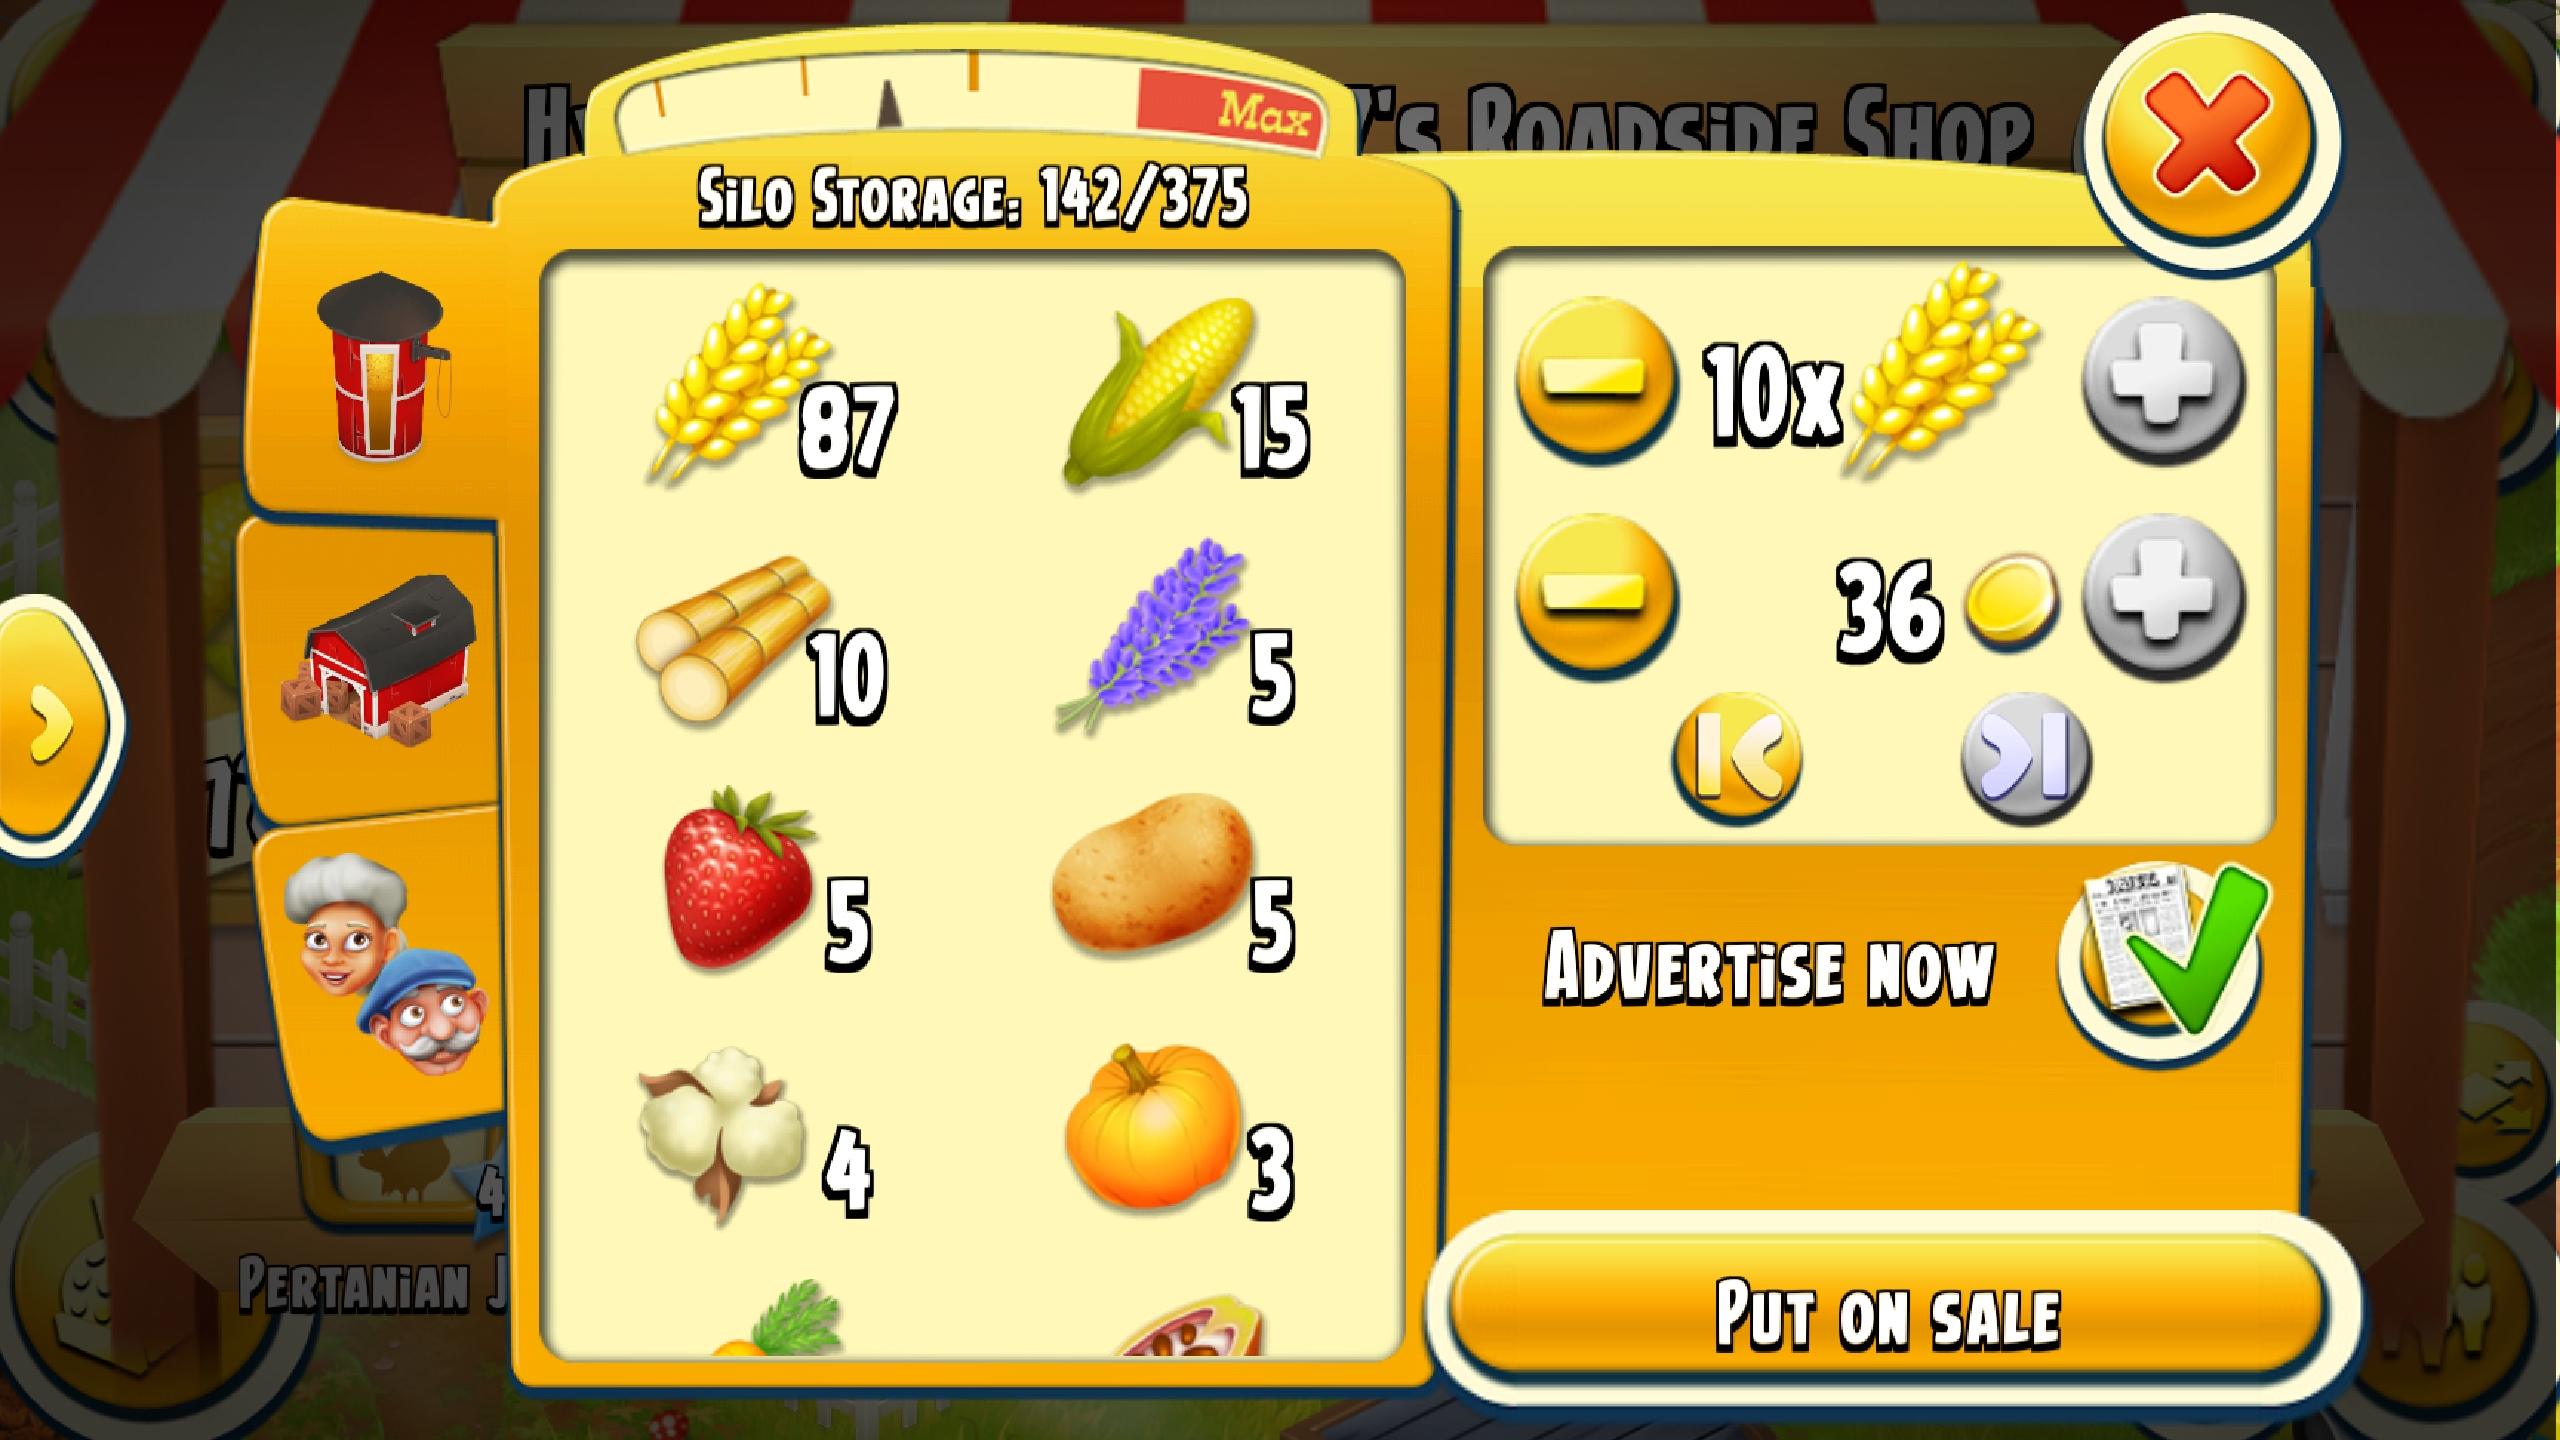 's Roadside Shop
Max
Silo Storage: 142/375
87
15
10
5
5
5
4
3
10x
36
Advertise now
Put on sale
Pertanian